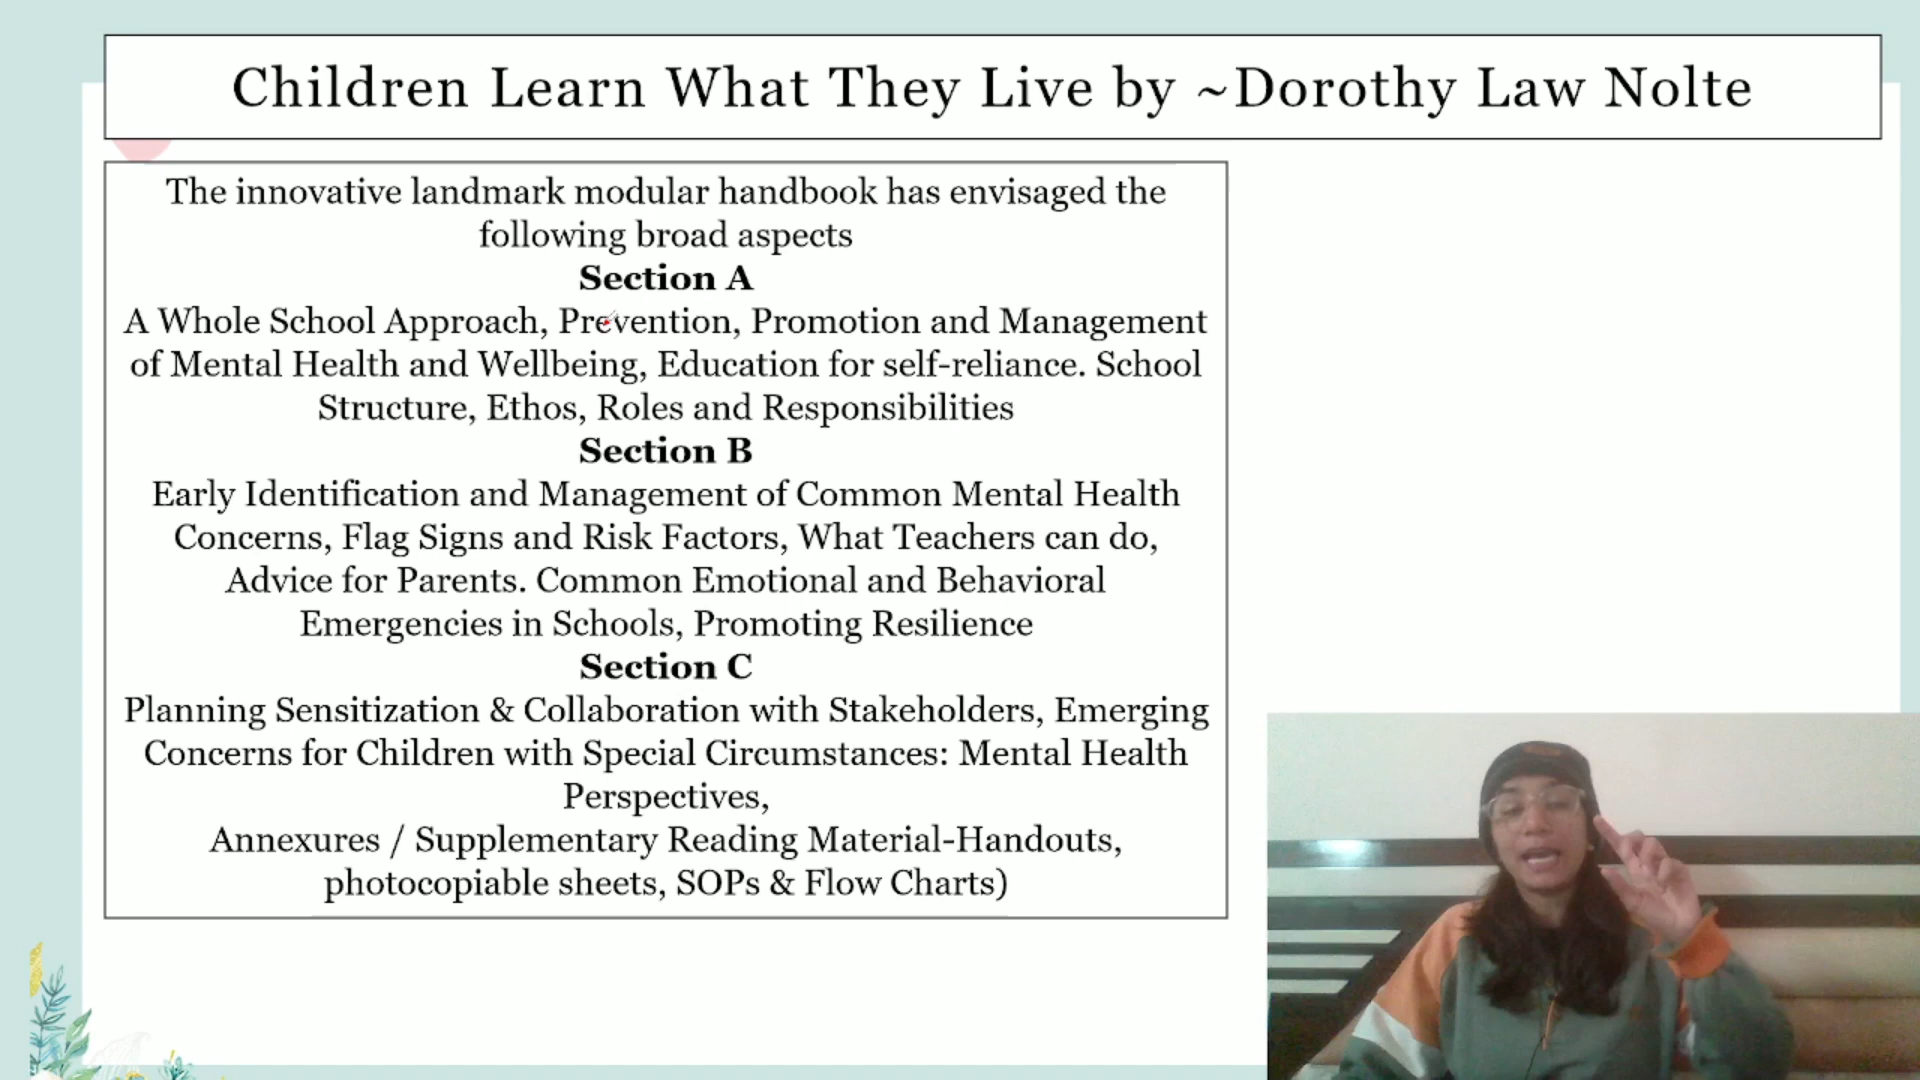 Children Learn What They Live by ~Dorothy Law Nolte
The innovative landmark modular handbook has envisaged the
following broad aspects
Section A
A Whole School Approach, Prevention, Promotion and Management
of Mental Health and Wellbeing, Education for self-reliance. School
Structure, Ethos, Roles and Responsibilities
Section B
Early Identification and Management of Common Mental Health
Concerns, Flag Signs and Risk Factors, What Teachers can do,
Advice for Parents. Common Emotional and Behavioral
Emergencies in Schools, Promoting Resilience
Section C
Planning Sensitization & Collaboration with Stakeholders, Emerging
Concerns for Children with Special Circumstances: Mental Health
Perspectives,
Annexures / Supplementary Reading Material-Handouts,
photocopiable sheets, SOPs & Flow Charts)